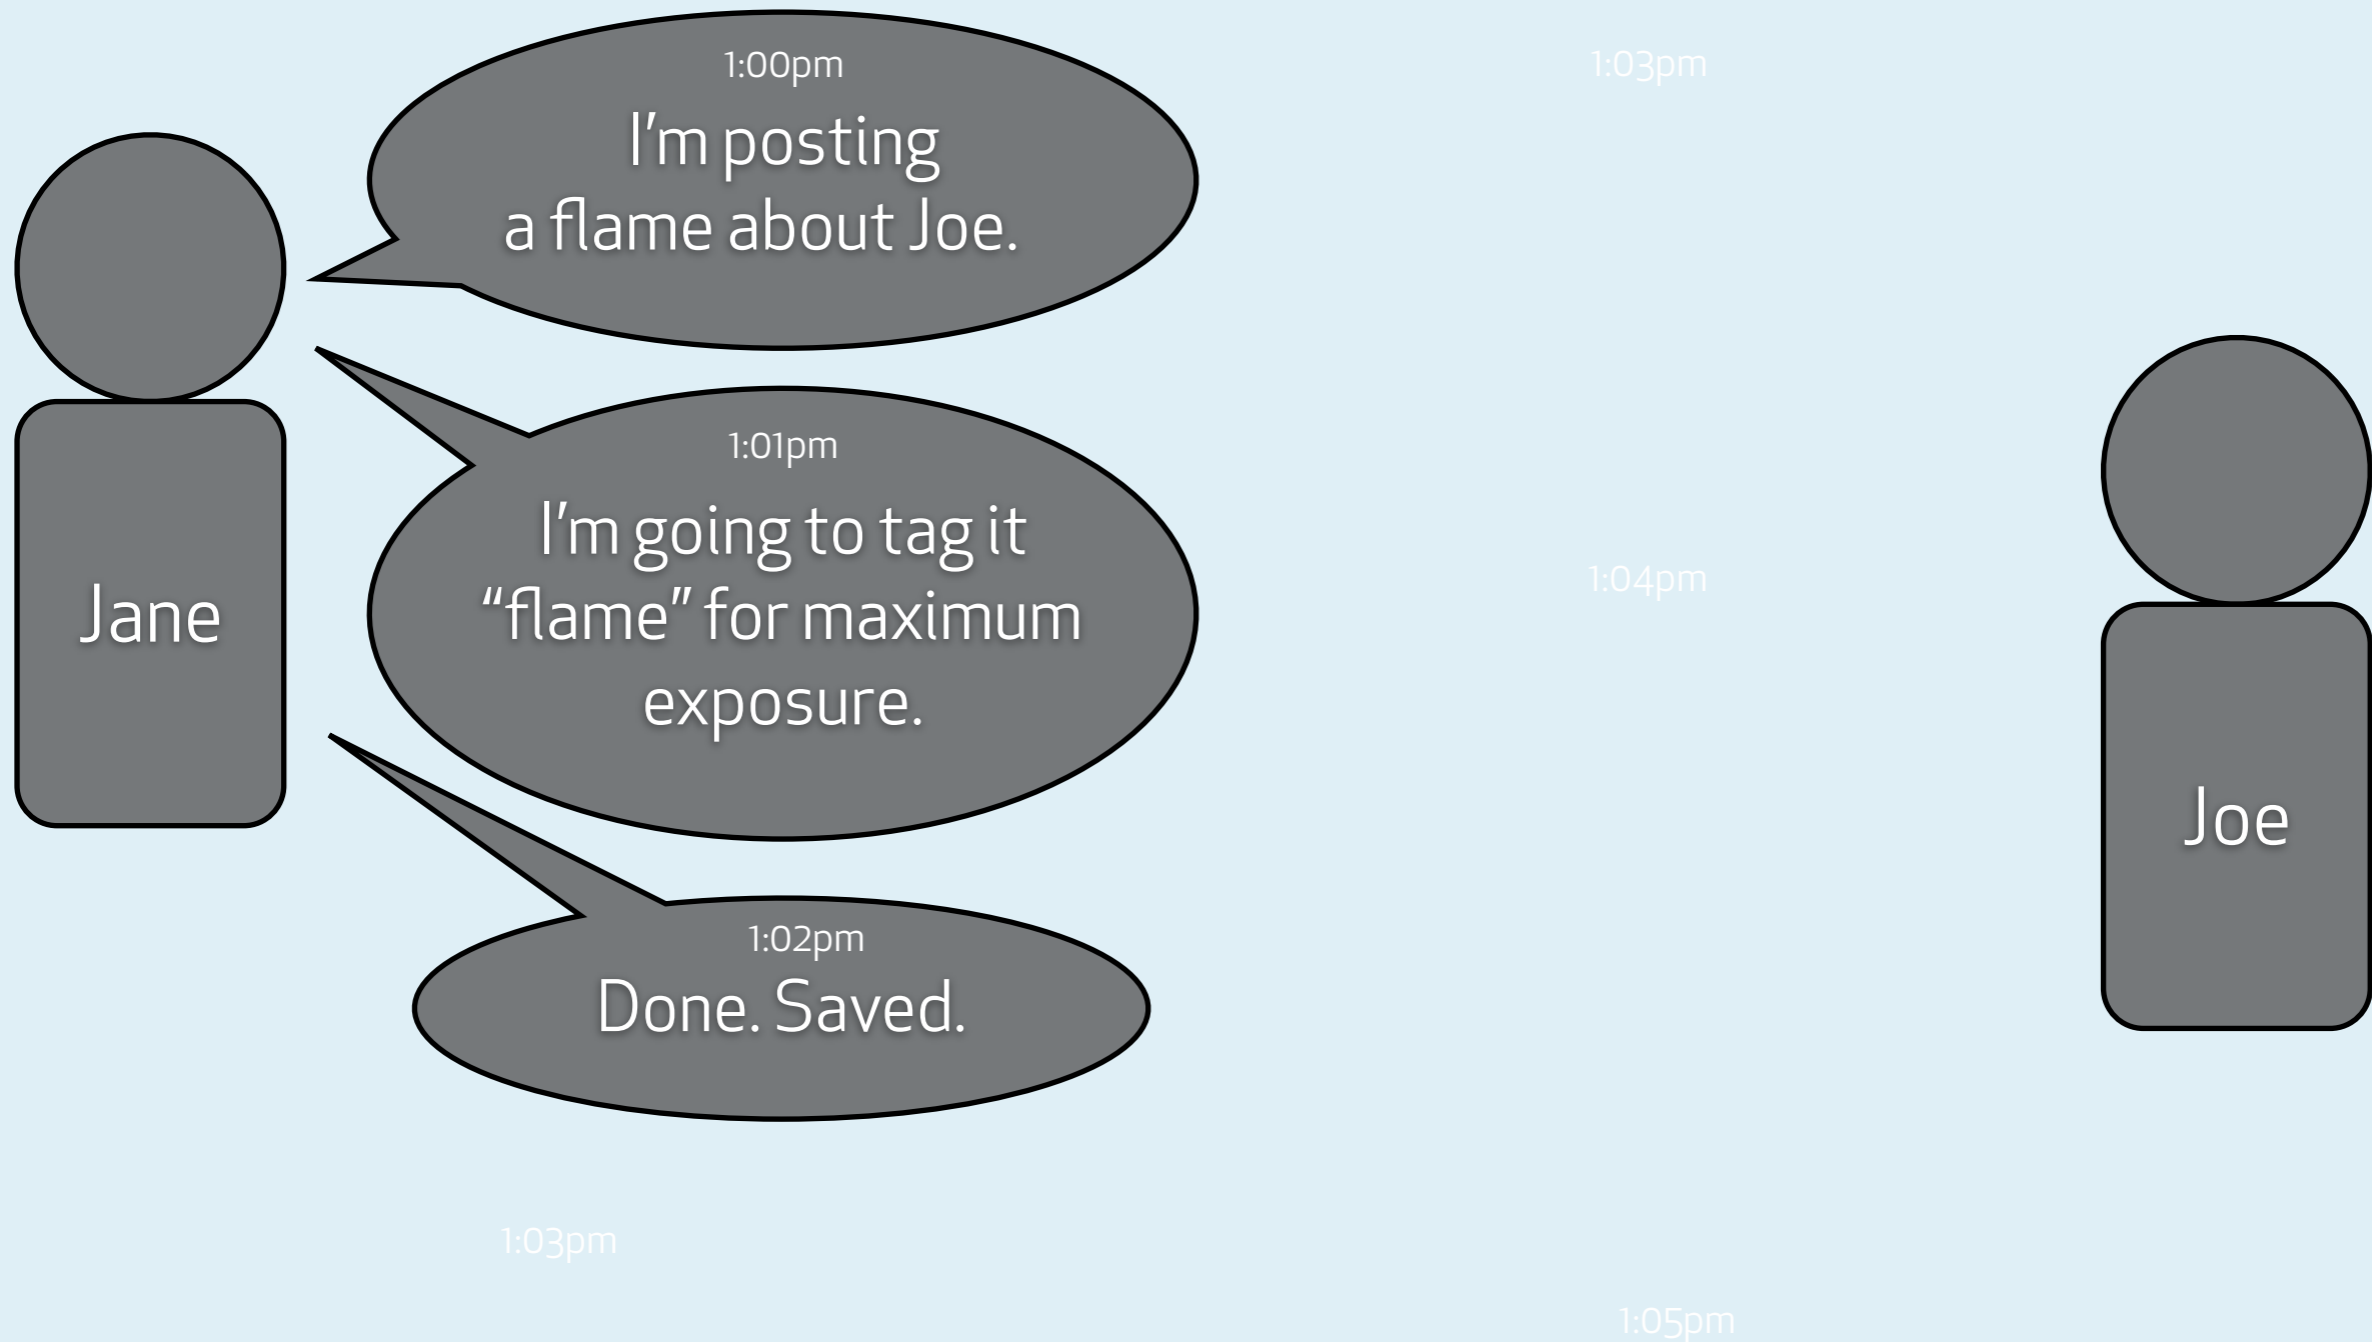 1:00pm
I'm posting
a flame about Joe.
1:01pm
I'm going to tag it
“flame” for maximum
exposure.
1:02pm
Done. Saved.
Jane
1:03pm
1:03pm
1:04pm
1:05pm
Joe